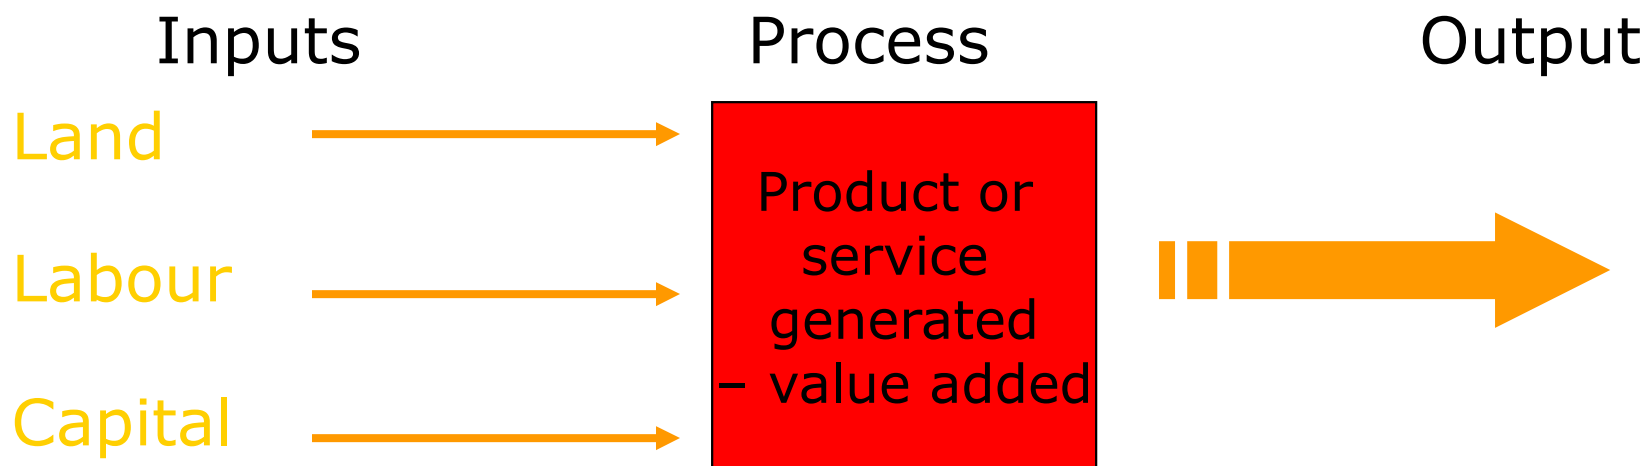 Inputs
Process
Output
Land
Labour
Capital
Product or
service
generated
– value added